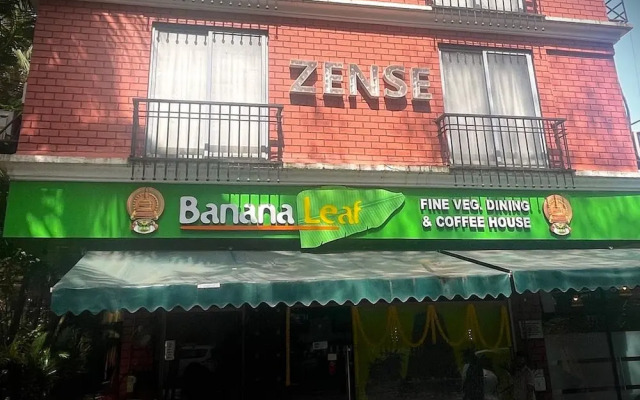 ZENSE
Banana Leaf
FINE VEG. DINING
& COFFEE HOUSE